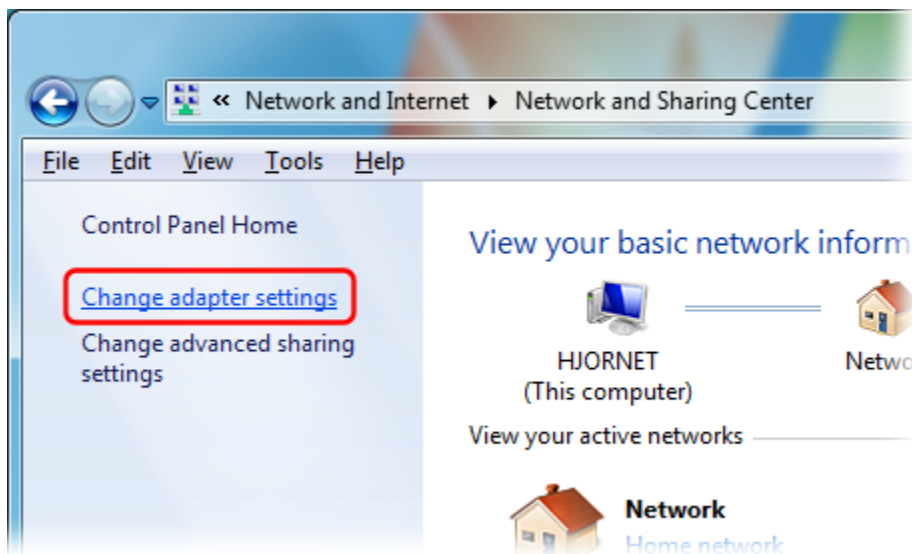 « Network and Internet ▸ Network and Sharing Center
File Edit View Tools Help
Control Panel Home
View your basic network inform
Change adapter settings
Change advanced sharing
settings
HJORNET
(This computer)
Netwo
View your active networks
Network
Home network